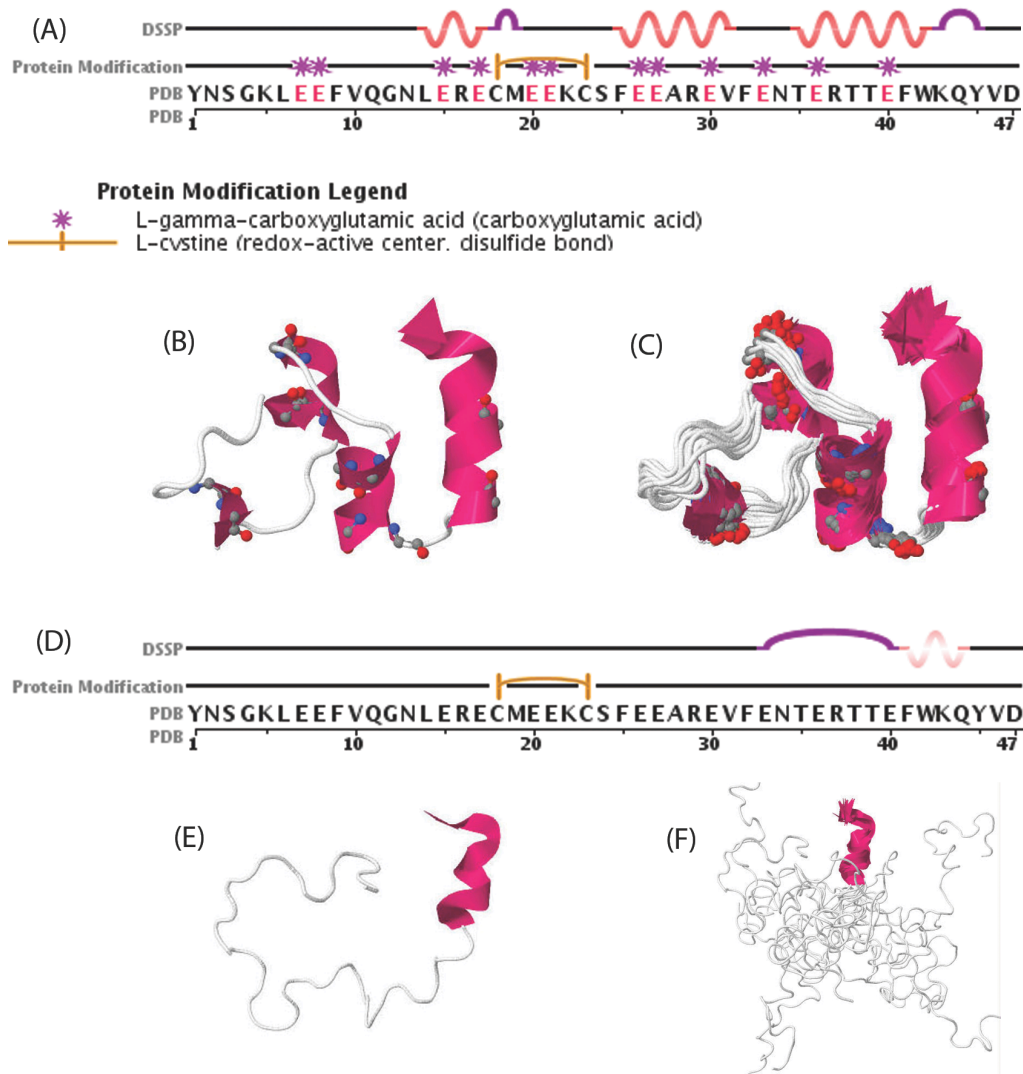 (A)
DSSP
Protein Modification
PDB YNSGKLEEFVQGNLERECMEEKCSFEEAREVFENTERTTEFWKQYVD
PDB 1 10 20 30 40 47
Protein Modification Legend
L-gamma-carboxyglutamic acid (carboxyglutamic acid)
L-cystine (redox-active center, disulfide bond)
(B)
(C)
(D)
DSSP
Protein Modification
PDB YNSGKLEEFVQGNLERECMEEKCSFEEAREVFENTERTTEFWKQYVD
PDB 1 10 20 30 40 47
(E)
(F)